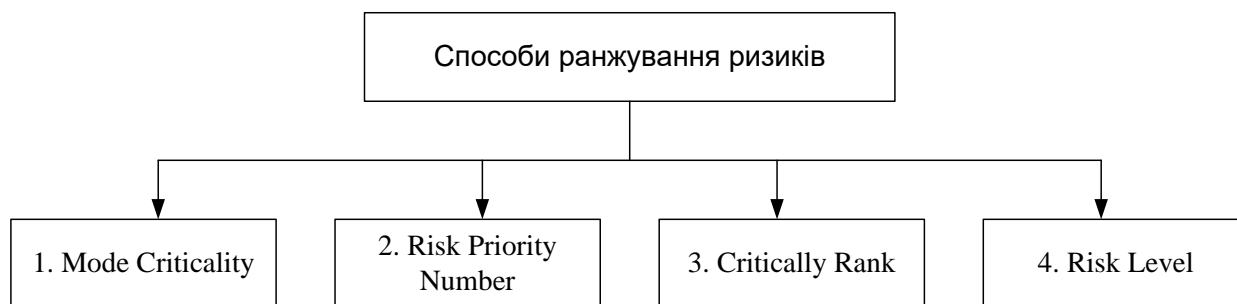 Способи ранжування ризиків
1. Mode Criticality
2. Risk Priority
Number
3. Critically Rank
4. Risk Level